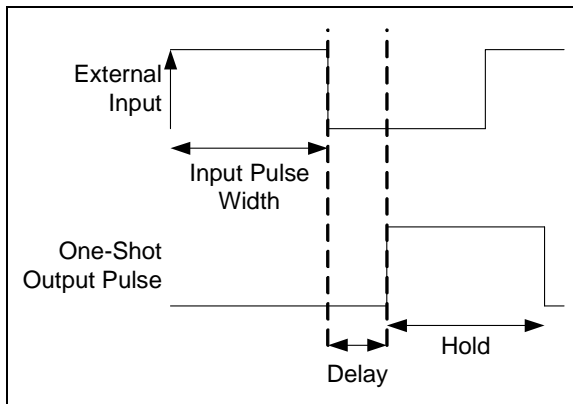 External
Input
Input Pulse
Width
One-Shot
Output Pulse
Hold
Delay